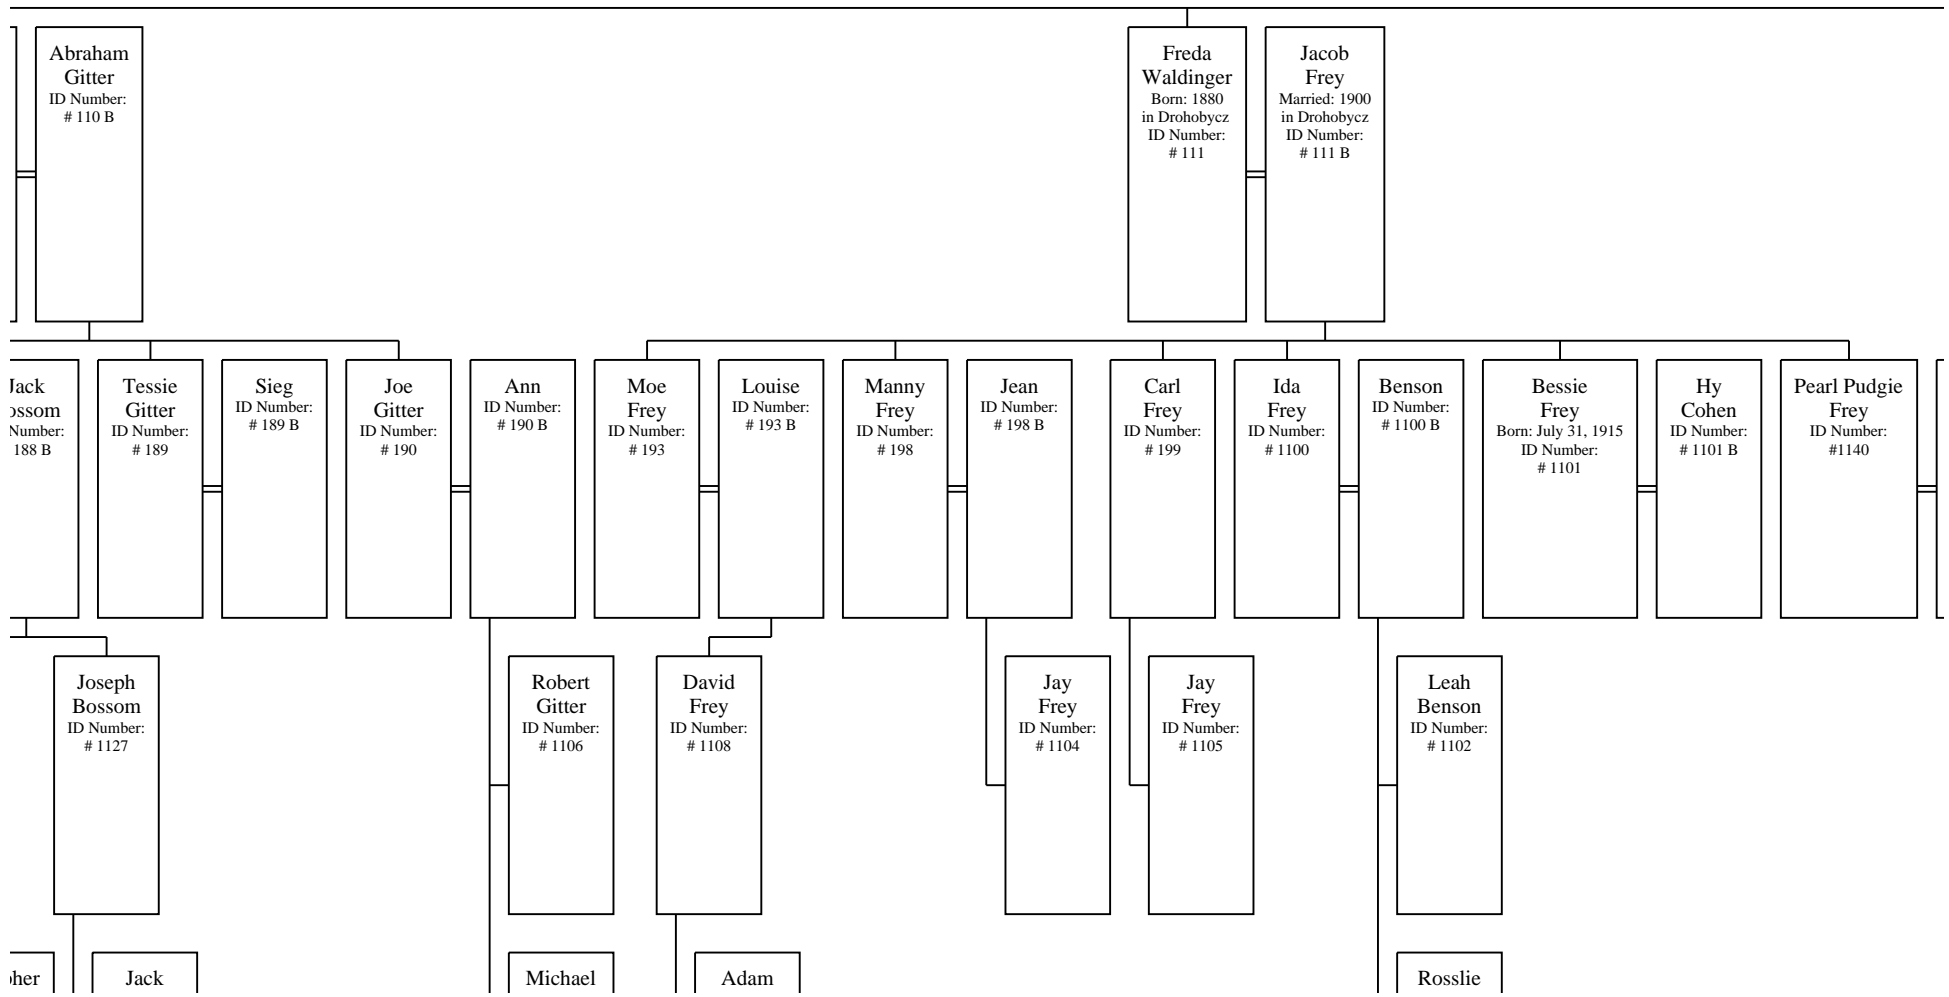 Abraham
Gitter
ID Number:
# 110 B
Freda
Waldinger
Born: 1880
in Drohobycz
ID Number:
# 111
Jacob
Frey
Married: 1900
in Drohobycz
ID Number:
# 111 B
Jack
ossom
Number:
188 B
Tessie
Gitter
ID Number:
# 189
Sieg
ID Number:
# 189 B
Joe
Gitter
ID Number:
# 190
Ann
ID Number:
# 190 B
Moe
Frey
ID Number:
# 193
Louise
ID Number:
# 193 B
Manny
Frey
ID Number:
# 198
Jean
ID Number:
# 198 B
Carl
Frey
ID Number:
# 199
Ida
Frey
ID Number:
# 1100
Benson
ID Number:
# 1100 B
Bessie
Frey
Born: July 31, 1915
ID Number:
# 1101
Hy
Cohen
ID Number:
# 1101 B
Pearl Pudgie
Frey
ID Number:
#1140
Joseph
Bossom
ID Number:
# 1127
Robert
Gitter
ID Number:
# 1106
David
Frey
ID Number:
# 1108
Jay
Frey
ID Number:
# 1104
Jay
Frey
ID Number:
# 1105
Leah
Benson
ID Number:
# 1102
pher
Jack
Michael
Adam
Rosslie